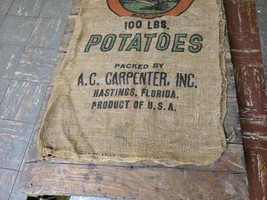 100 LBS.
POTATOES
PACKED BY
A.C. CARPENTER, INC.
HASTINGS, FLORIDA.
PRODUCT OF U.S.A.